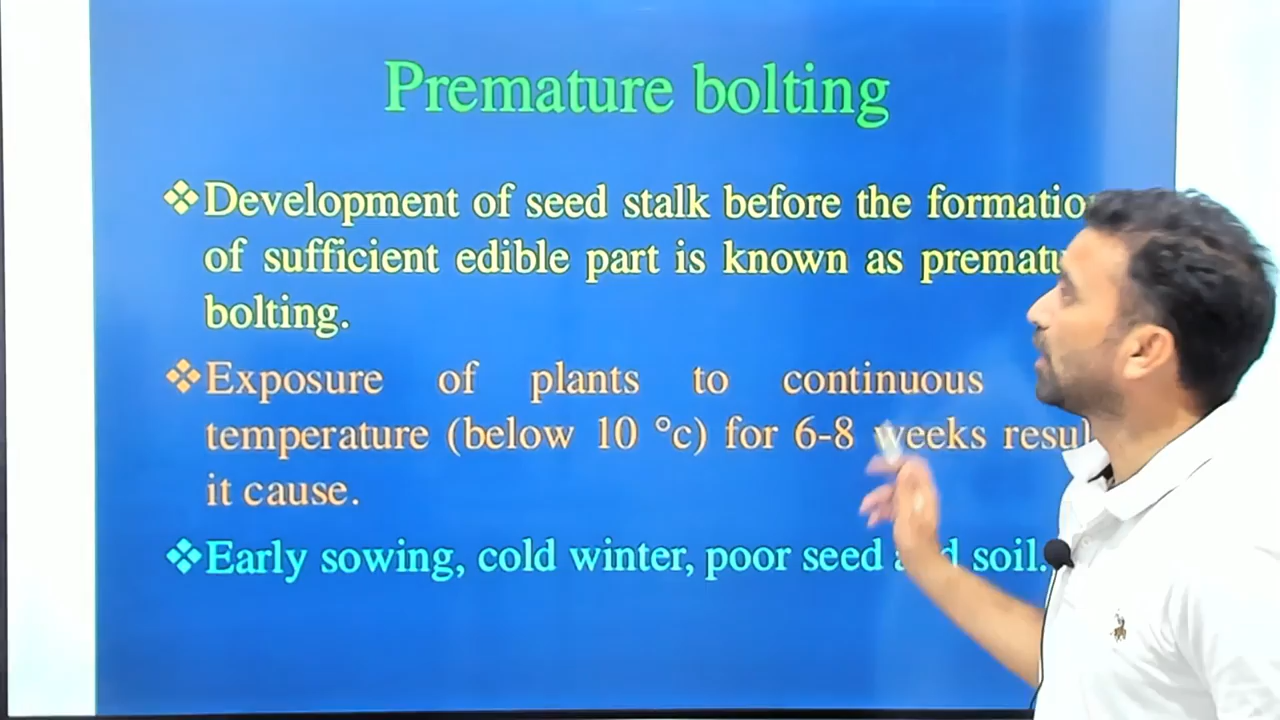 Premature bolting
❖Development of seed stalk before the formatio
of sufficient edible part is known as prematu
bolting.
❖Exposure of plants to continuous
temperature (below 10 °c) for 6-8 weeks resul
it cause.
❖Early sowing, cold winter, poor seed soil.